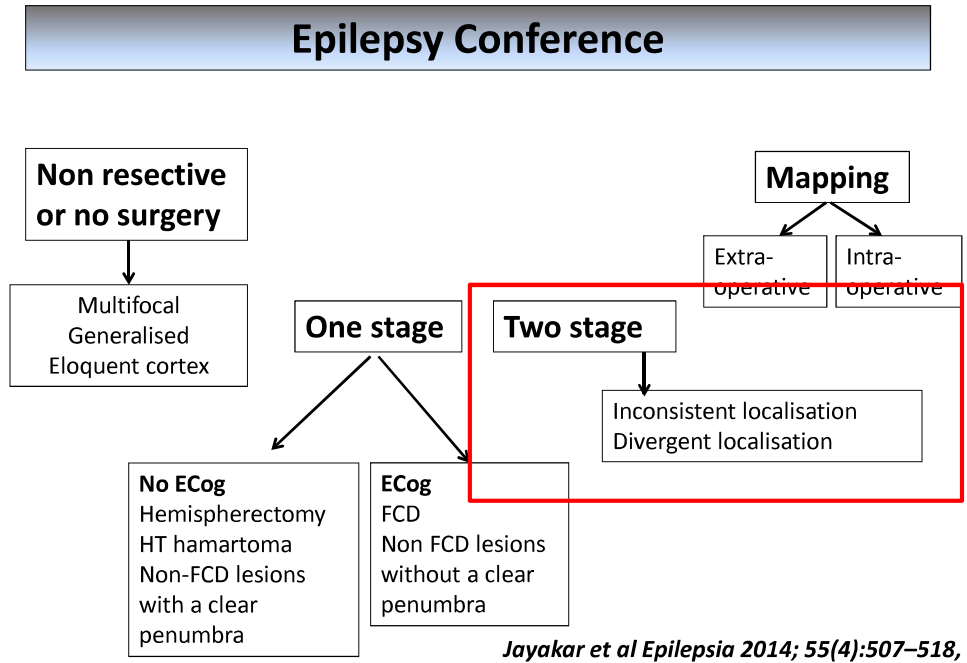 Epilepsy Conference
Non resective
or no surgery
Multifocal
Generalised
Eloquent cortex
One stage
No ECog
Hemispherectomy
HT hamartoma
Non-FCD lesions
with a clear
penumbra
ECog
FCD
Non FCD lesions
without a clear
penumbra
Two stage
Inconsistent localisation
Divergent localisation
Mapping
Extra-
operative
Intra-
operative
Jayakar et al Epilepsia 2014; 55(4):507–518,